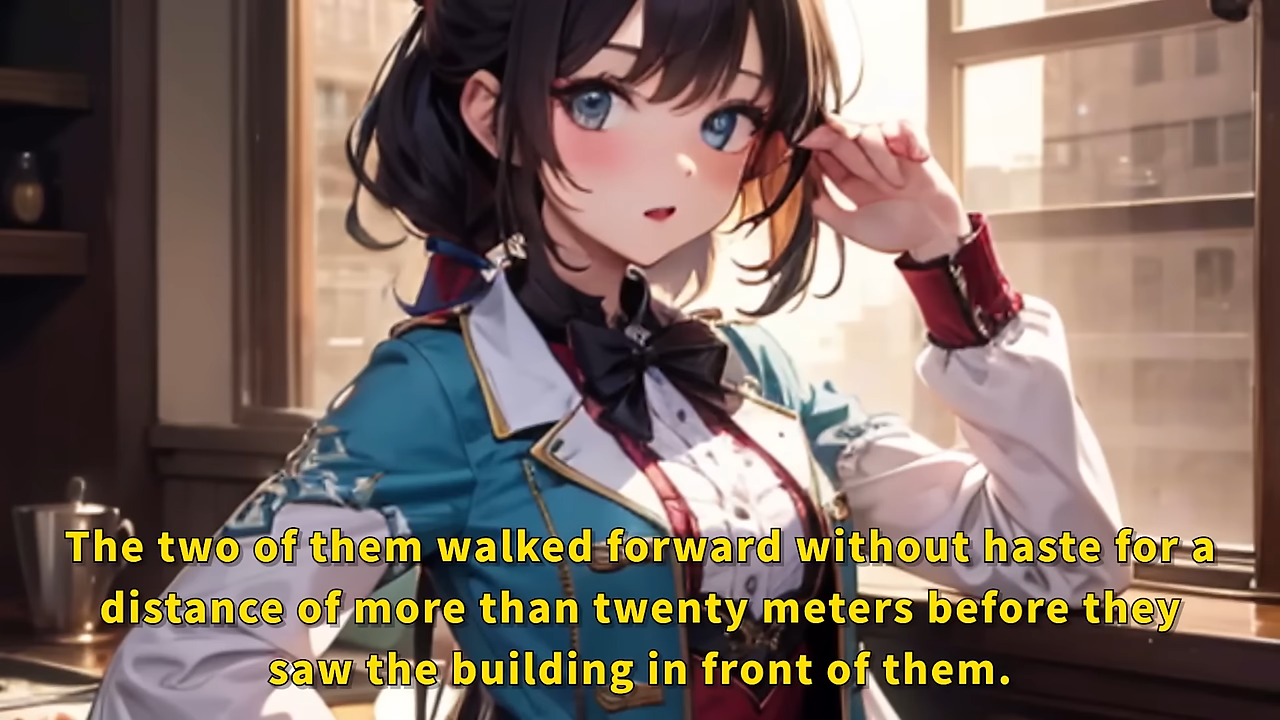 The two of them walked forward without haste for a
distance of more than twenty meters before they
saw the building in front of them.